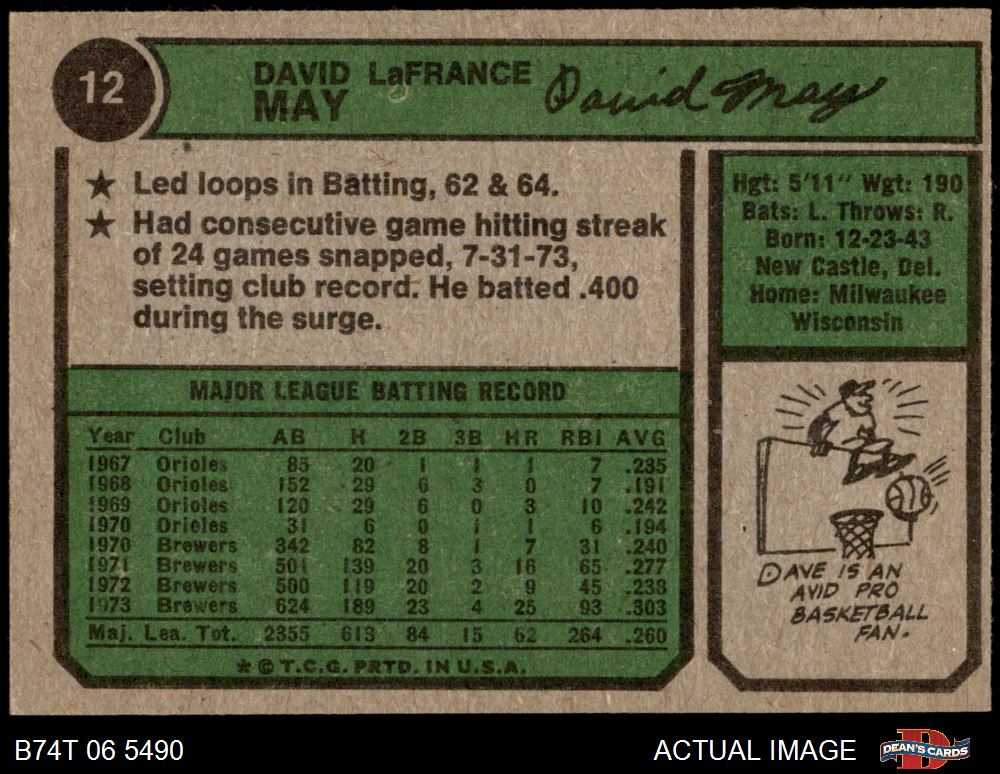 12
DAVID LaFRANCE
MAY
David May
★ Led loops in Batting, 62 & 64.
★ Had consecutive game hitting streak
of 24 games snapped, 7-31-73,
setting club record. He batted .400
during the surge.
Hgt: 5'11" Wgt: 190
Bats: L. Throws: R.
Born: 12-23-43
New Castle, Del.
Home: Milwaukee
Wisconsin
MAJOR LEAGUE BATTING RECORD
Year Club AB H 2B 3B HR RBI AVG
1967 Orioles 85 20 1 1 1 7 .235
1968 Orioles 152 29 6 3 0 7 .191
1969 Orioles 120 29 6 0 3 10 .242
1970 Orioles 31 6 0 1 1 6 .194
1970 Brewers 342 82 8 1 7 31 .240
1971 Brewers 501 139 20 3 16 65 .277
1972 Brewers 500 119 20 2 9 45 .238
1973 Brewers 624 189 23 4 25 93 .303
Maj. Lea. Tot. 2355 613 84 15 62 264 .260
* © T.C.G. PRTD. IN U.S.A.
DAVE IS AN
AVID PRO
BASKETBALL
FAN.
B74T 06 5490
ACTUAL IMAGE
DEAN'S CARDS